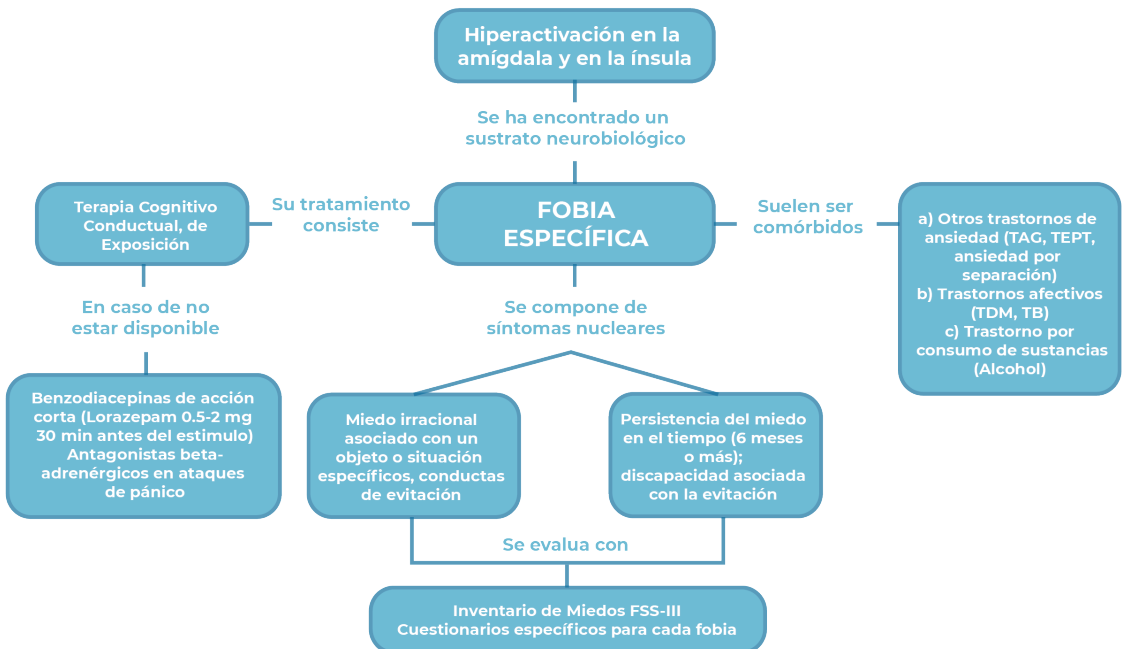 Hiperactivación en la
amígdala y en la ínsula
Se ha encontrado un
sustrato neurobiológico
FOBIA
ESPECÍFICA
Su tratamiento
consiste
Terapia Cognitivo
Conductual, de
Exposición
En caso de no
estar disponible
Benzodiacepinas de acción
corta (Lorazepam 0.5-2 mg
30 min antes del estimulo)
Antagonistas beta-
adrenérgicos en ataques
de pánico
Suelen ser
comórbidos
a) Otros trastornos de
ansiedad (TAG, TEPT,
ansiedad por
separación)
b) Trastornos afectivos
(TDM, TB)
c) Trastorno por
consumo de sustancias
(Alcohol)
Se compone de
síntomas nucleares
Miedo irracional
asociado con un
objeto o situación
específicos, conductas
de evitación
Persistencia del miedo
en el tiempo (6 meses
o más);
discapacidad asociada
con la evitación
Se evalua con
Inventario de Miedos FSS-III
Cuestionarios específicos para cada fobia